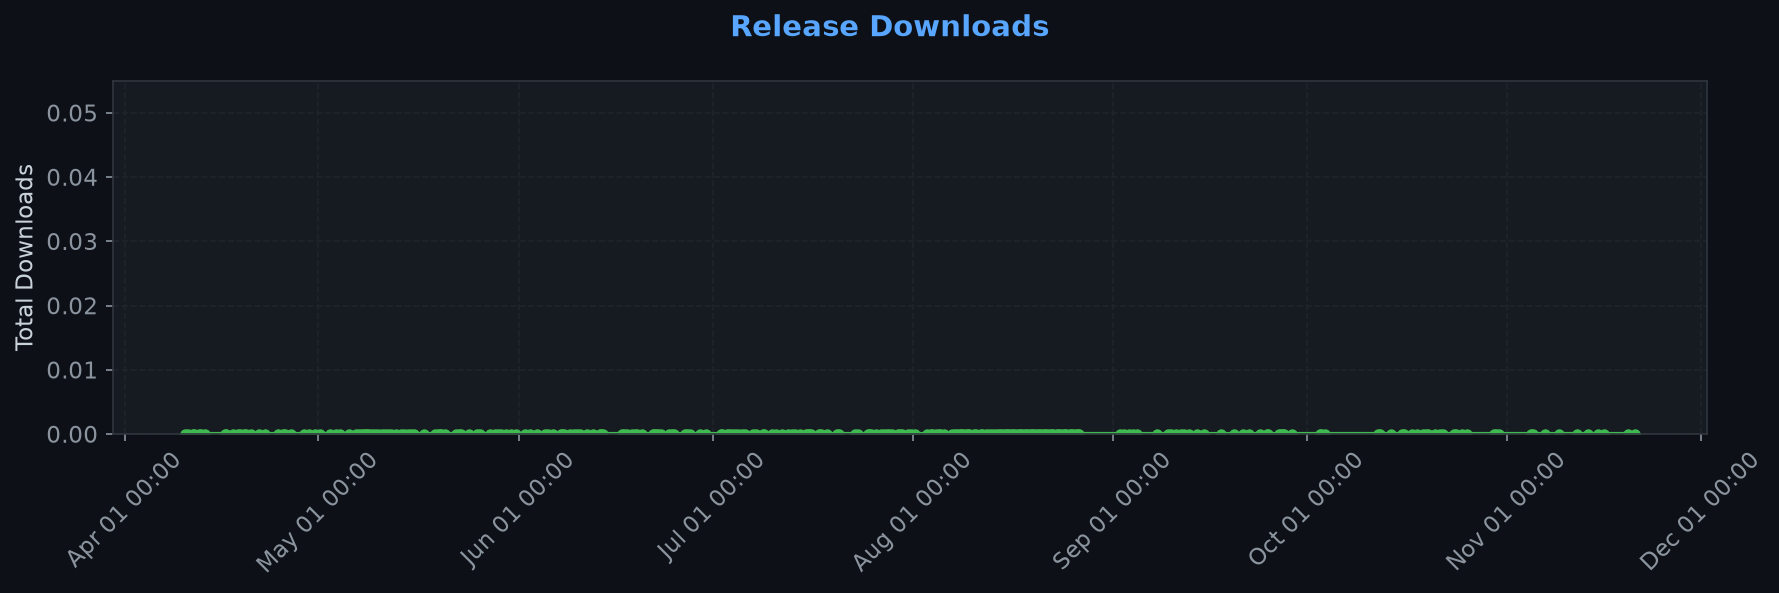 Release Downloads
Total Downloads
0.05
0.04
0.03
0.02
0.01
0.00
Apr 01 00:00
May 01 00:00
Jun 01 00:00
Jul 01 00:00
Aug 01 00:00
Sep 01 00:00
Oct 01 00:00
Nov 01 00:00
Dec 01 00:00